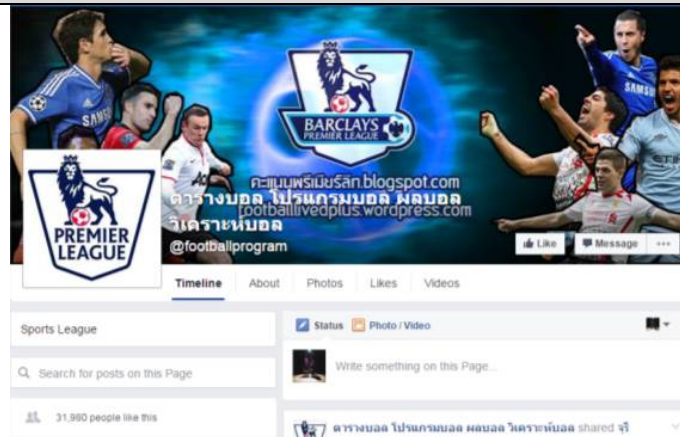 SAMSUNG
SAMSU
BARCLAYS
PREMIER LEAGUE
คะแนนพรีเมียร์ลีก.blogspot.com
ตารางบอล โปรแกรมบอล ผลบอล
footballlivedplus.wordpress.com
วิเคราะห์บอล
@footballprogram
PREMIER
LEAGUE
Like
Message
Timeline
About
Photos
Likes
Videos
Sports League
Status
Photo / Video
Search for posts on this Page
Write something on this Page...
31,980 people like this
ตารางบอล โปรแกรมบอล ผลบอล วิเคราะห์บอล shared